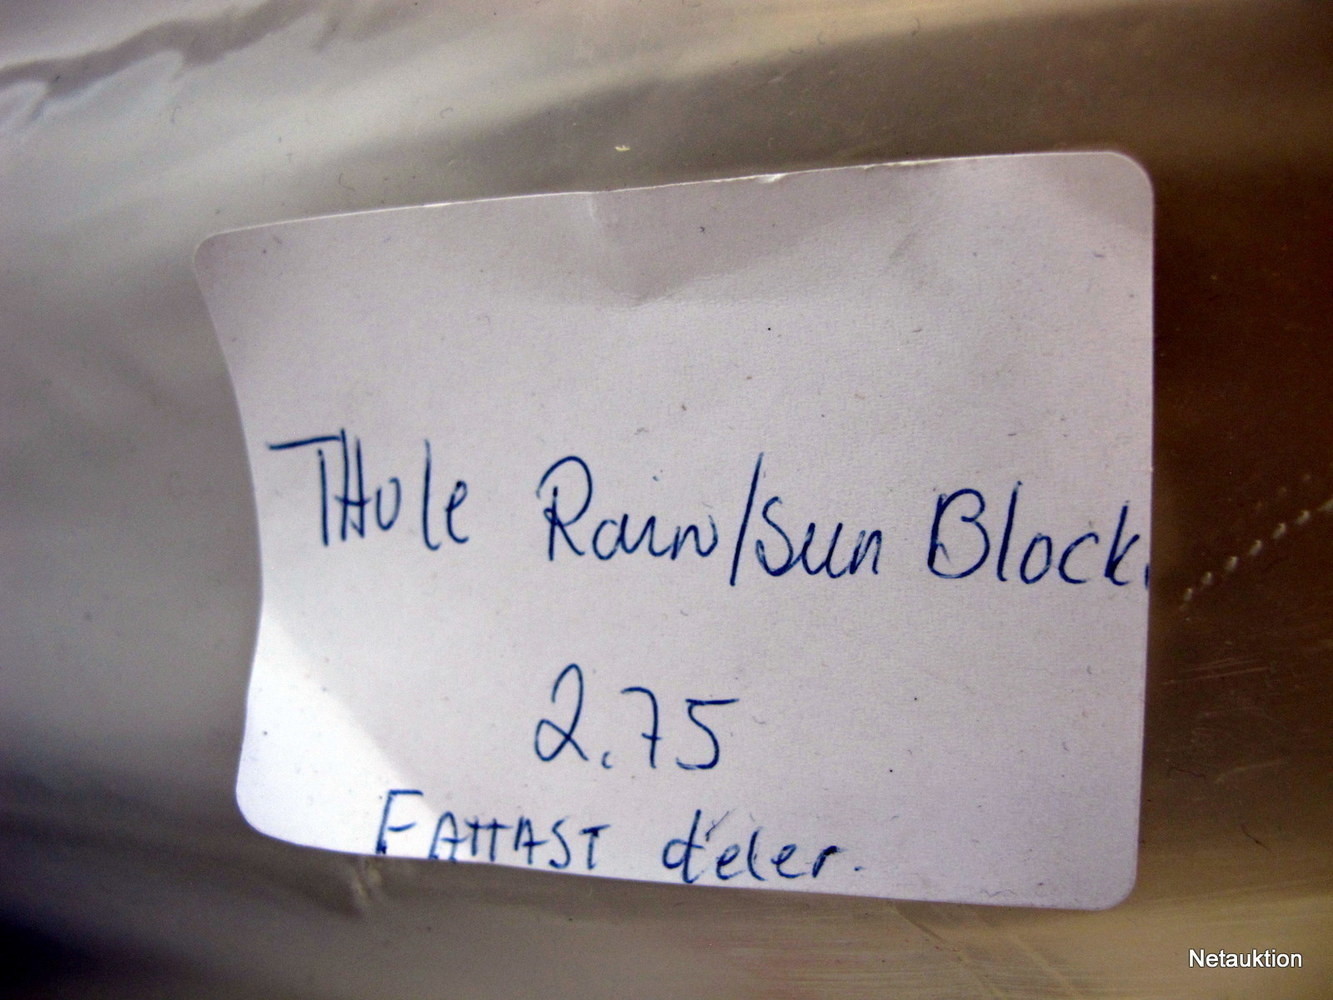 THule Rain/Sun Block.
2.75
FATTAST deler.
Netauktion